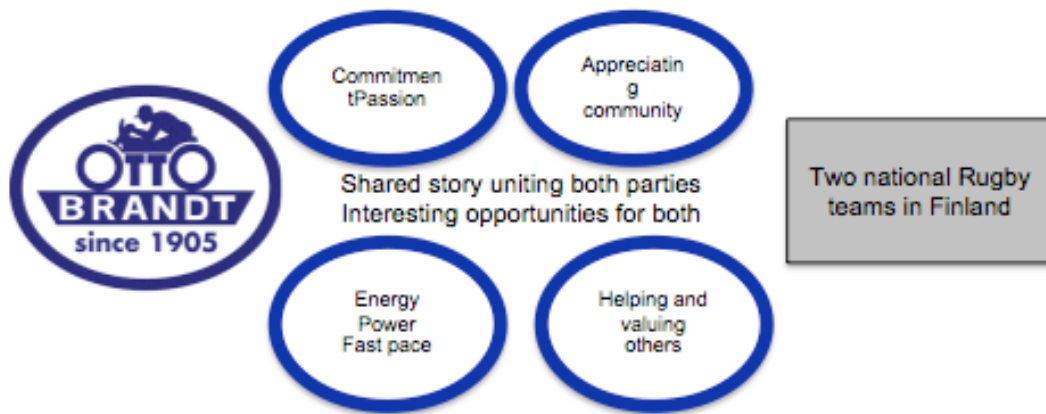 Commitmen
tPassion
Appreciatin
g
community
OTTO
BRANDT
since 1905
Shared story uniting both parties
Interesting opportunities for both
Two national Rugby
teams in Finland
Energy
Power
Fast pace
Helping and
valuing
others